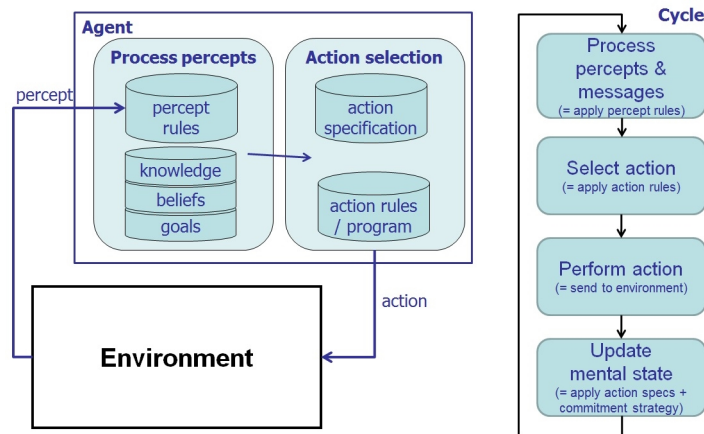 Agent
Process percepts
Action selection
percept
percept
rules
action
specification
knowledge
beliefs
goals
action rules
/ program
action
Environment
Cycle
Process
percepts &
messages
(= apply percept rules)
Select action
(= apply action rules)
Perform action
(= send to environment)
Update
mental state
(= apply action specs +
commitment strategy)